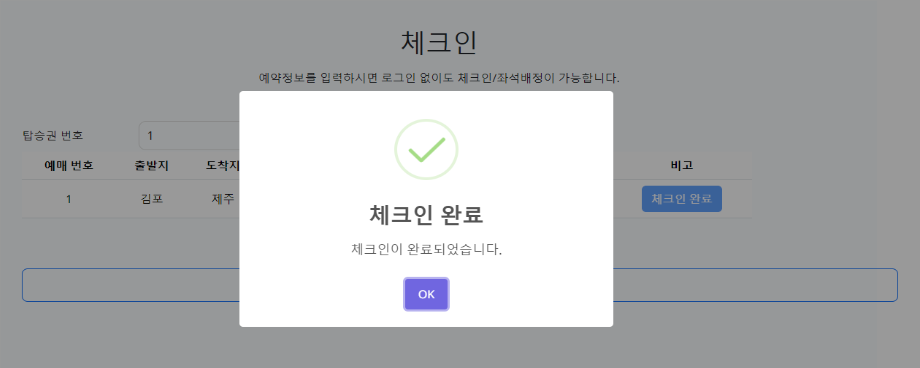 체크인
예약정보를 입력하시면 로그인 없이도 체크인/좌석배정이 가능합니다.
탑승권 번호 1
예매 번호 출발지 도착지 비고
1 김포 제주 체크인 완료
체크인 완료
체크인이 완료되었습니다.
OK